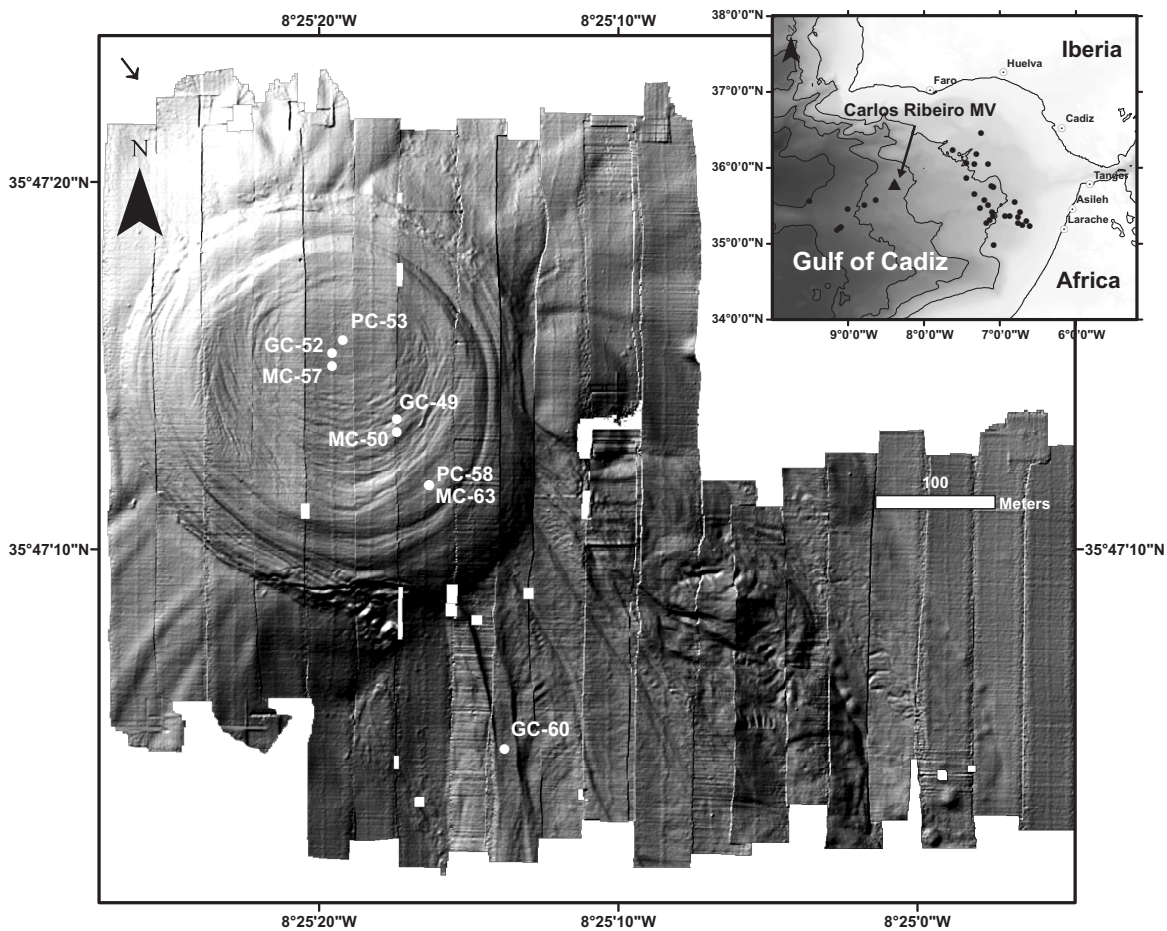 8°25'20"W
8°25'10"W
38°0'0"N
37°0'0"N
36°0'0"N
35°0'0"N
34°0'0"N
N
Iberia
Huelva
Faro
Carlos Ribeiro MV
Cadiz
Tanger
Asileh
Larache
Gulf of Cadiz
Africa
9°0'0"W
8°0'0"W
7°0'0"W
6°0'0"W
N
35°47'20"N
PC-53
GC-52
MC-57
GC-49
MC-50
PC-58
MC-63
100
Meters
35°47'10"N
35°47'10"N
GC-60
8°25'20"W
8°25'10"W
8°25'0"W